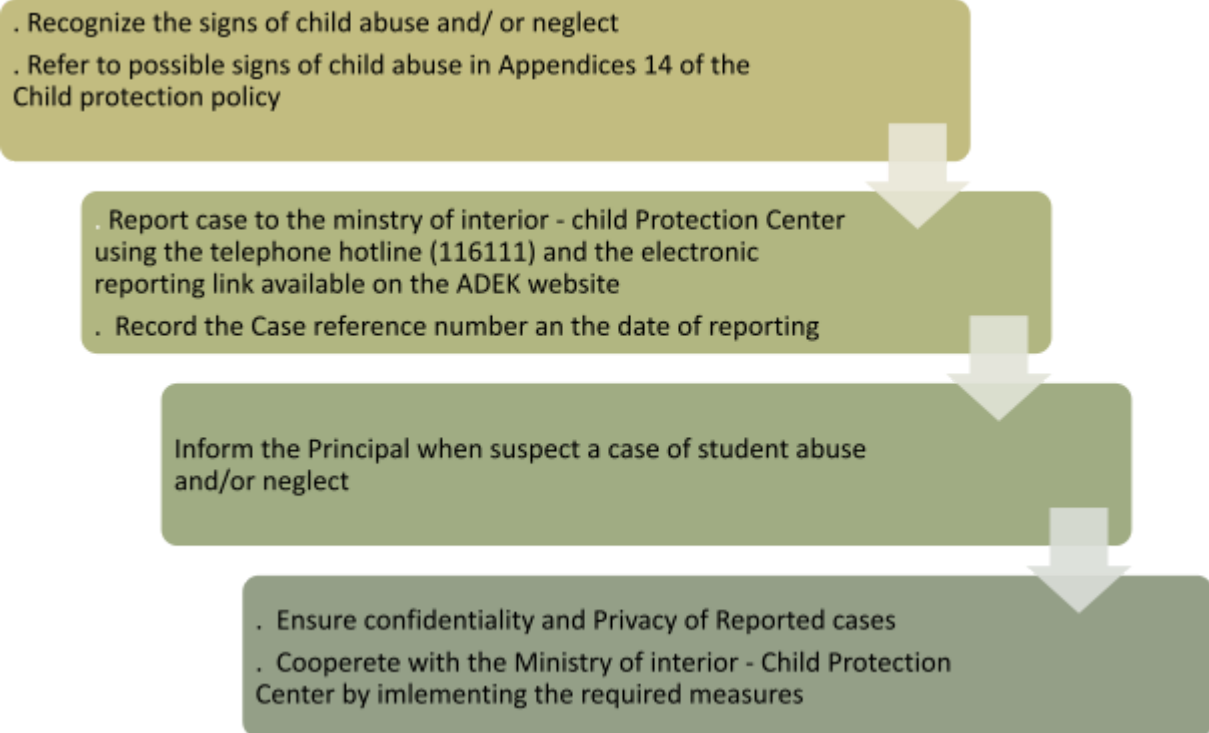 . Recognize the signs of child abuse and/ or neglect
. Refer to possible signs of child abuse in Appendices 14 of the
Child protection policy
. Report case to the minstry of interior - child Protection Center
using the telephone hotline (116111) and the electronic
reporting link available on the ADEK website
. Record the Case reference number an the date of reporting
Inform the Principal when suspect a case of student abuse
and/or neglect
. Ensure confidentiality and Privacy of Reported cases
. Cooperete with the Ministry of interior - Child Protection
Center by imlementing the required measures